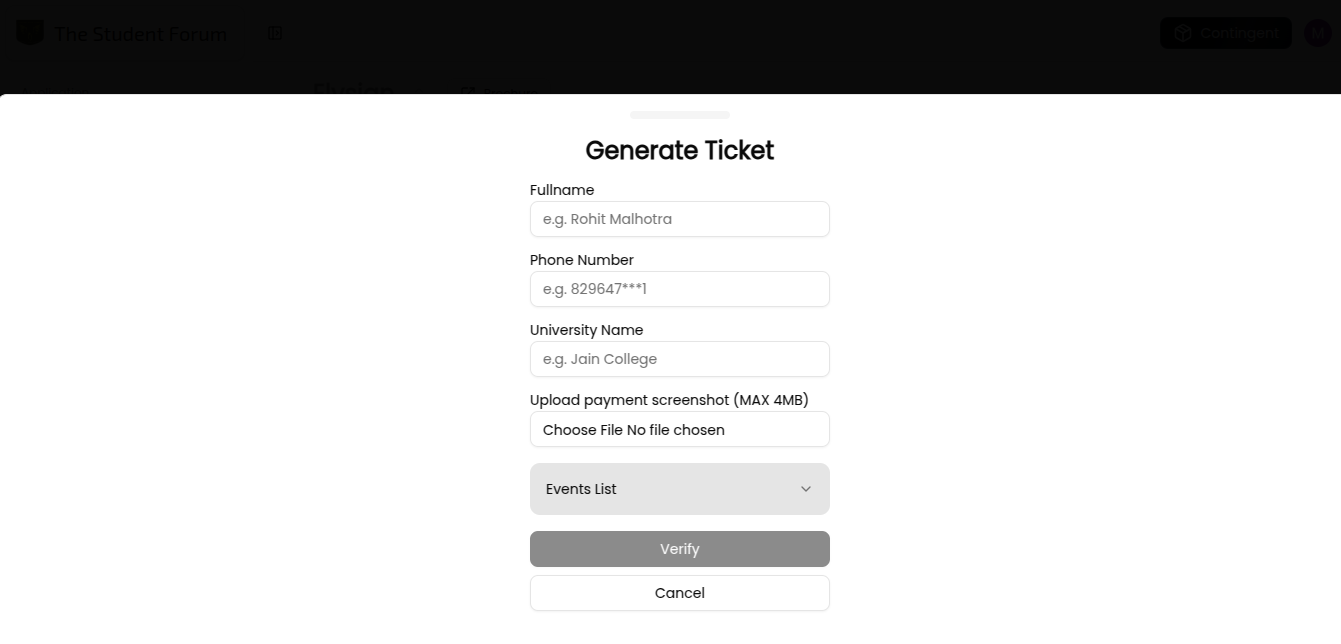 The Student Forum
Contingent
M
Generate Ticket
Fullname
e.g. Rohit Malhotra
Phone Number
e.g. 829647***1
University Name
e.g. Jain College
Upload payment screenshot (MAX 4MB)
Choose File No file chosen
Events List
Verify
Cancel